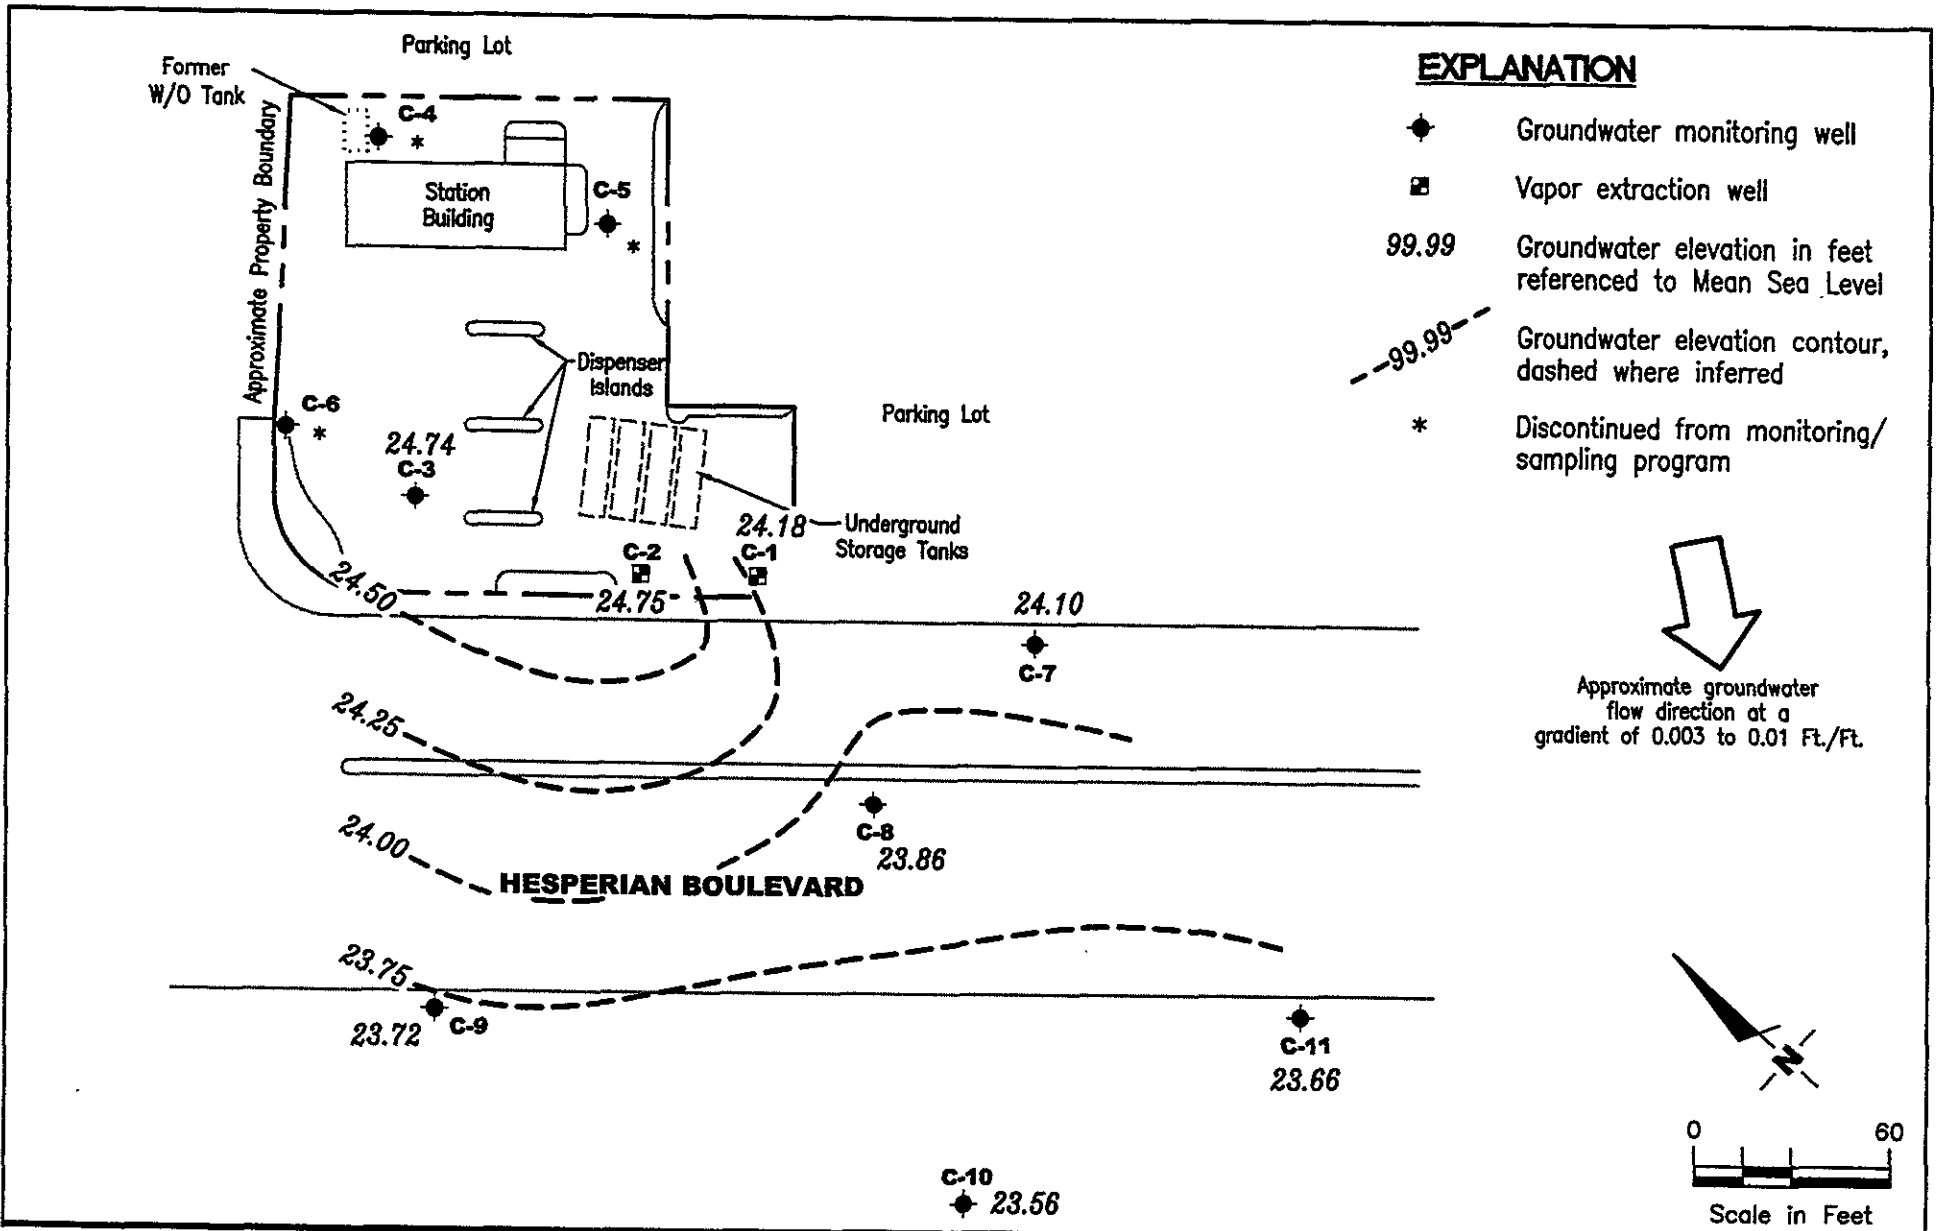 Parking Lot
Former
W/O Tank
C-4
*
Approximate Property Boundary
Station
Building
C-5
*
Dispenser
Islands
C-6
*
24.74
C-3
Parking Lot
24.18
Underground
Storage Tanks
C-2
C-1
24.50
24.75
24.10
C-7
24.25
24.00
C-8
23.86
HESPERIAN BOULEVARD
23.75
23.72
C-9
C-11
23.66
C-10
23.56
EXPLANATION
Groundwater monitoring well
Vapor extraction well
99.99
Groundwater elevation in feet
referenced to Mean Sea Level
99.99
Groundwater elevation contour,
dashed where inferred
*
Discontinued from monitoring/
sampling program
Approximate groundwater
flow direction at a
gradient of 0.003 to 0.01 Ft./Ft.
N
0 60
Scale in Feet